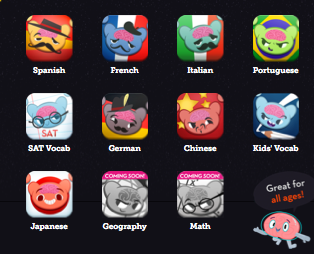 Spanish
French
Italian
Portuguese
SAT
SAT Vocab
German
Chinese
Kids' Vocab
Japanese
COMING SOON!
Geography
COMING SOON!
Math
Great for
all ages!